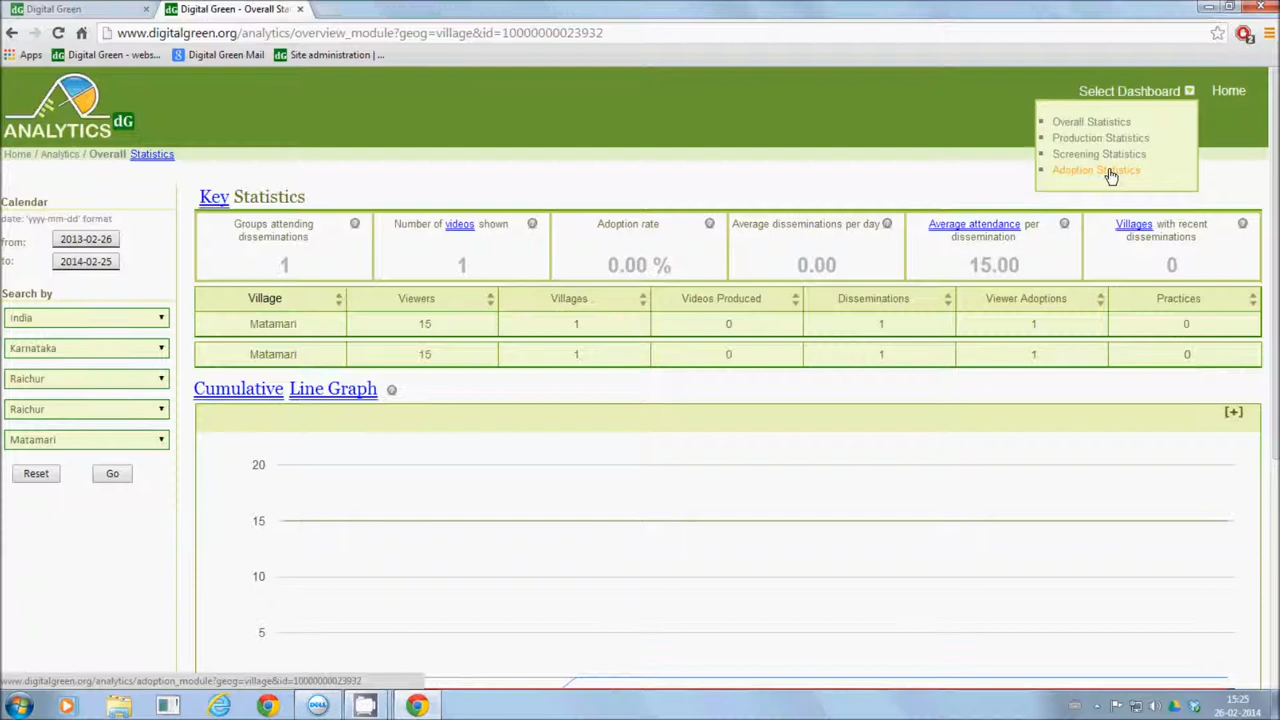 Digital Green
Digital Green - Overall Sta
www.digitalgreen.org/analytics/overview_module?geog=village&id=10000000023932
Apps
Digital Green - webs...
Digital Green Mail
Site administration | ...
ANALYTICS dG
Select Dashboard
Home
Overall Statistics
Production Statistics
Screening Statistics
Adoption Statistics
Home / Analytics / Overall Statistics
Calendar
date: 'yyyy-mm-dd' format
from: 2013-02-26
to: 2014-02-25
Search by
India
Karnataka
Raichur
Raichur
Matamari
Reset Go
Key Statistics
Groups attending disseminations
1
Number of videos shown
1
Adoption rate
0.00 %
Average disseminations per day
0.00
Average attendance per dissemination
15.00
Villages with recent disseminations
0
Village Viewers Villages Videos Produced Disseminations Viewer Adoptions Practices
Matamari 15 1 0 1 1 0
Matamari 15 1 0 1 1 0
Cumulative Line Graph
[+]
20
15
10
5
www.digitalgreen.org/analytics/adoption_module?geog=village&id=10000000023932
DELL
15:25
26-02-2014